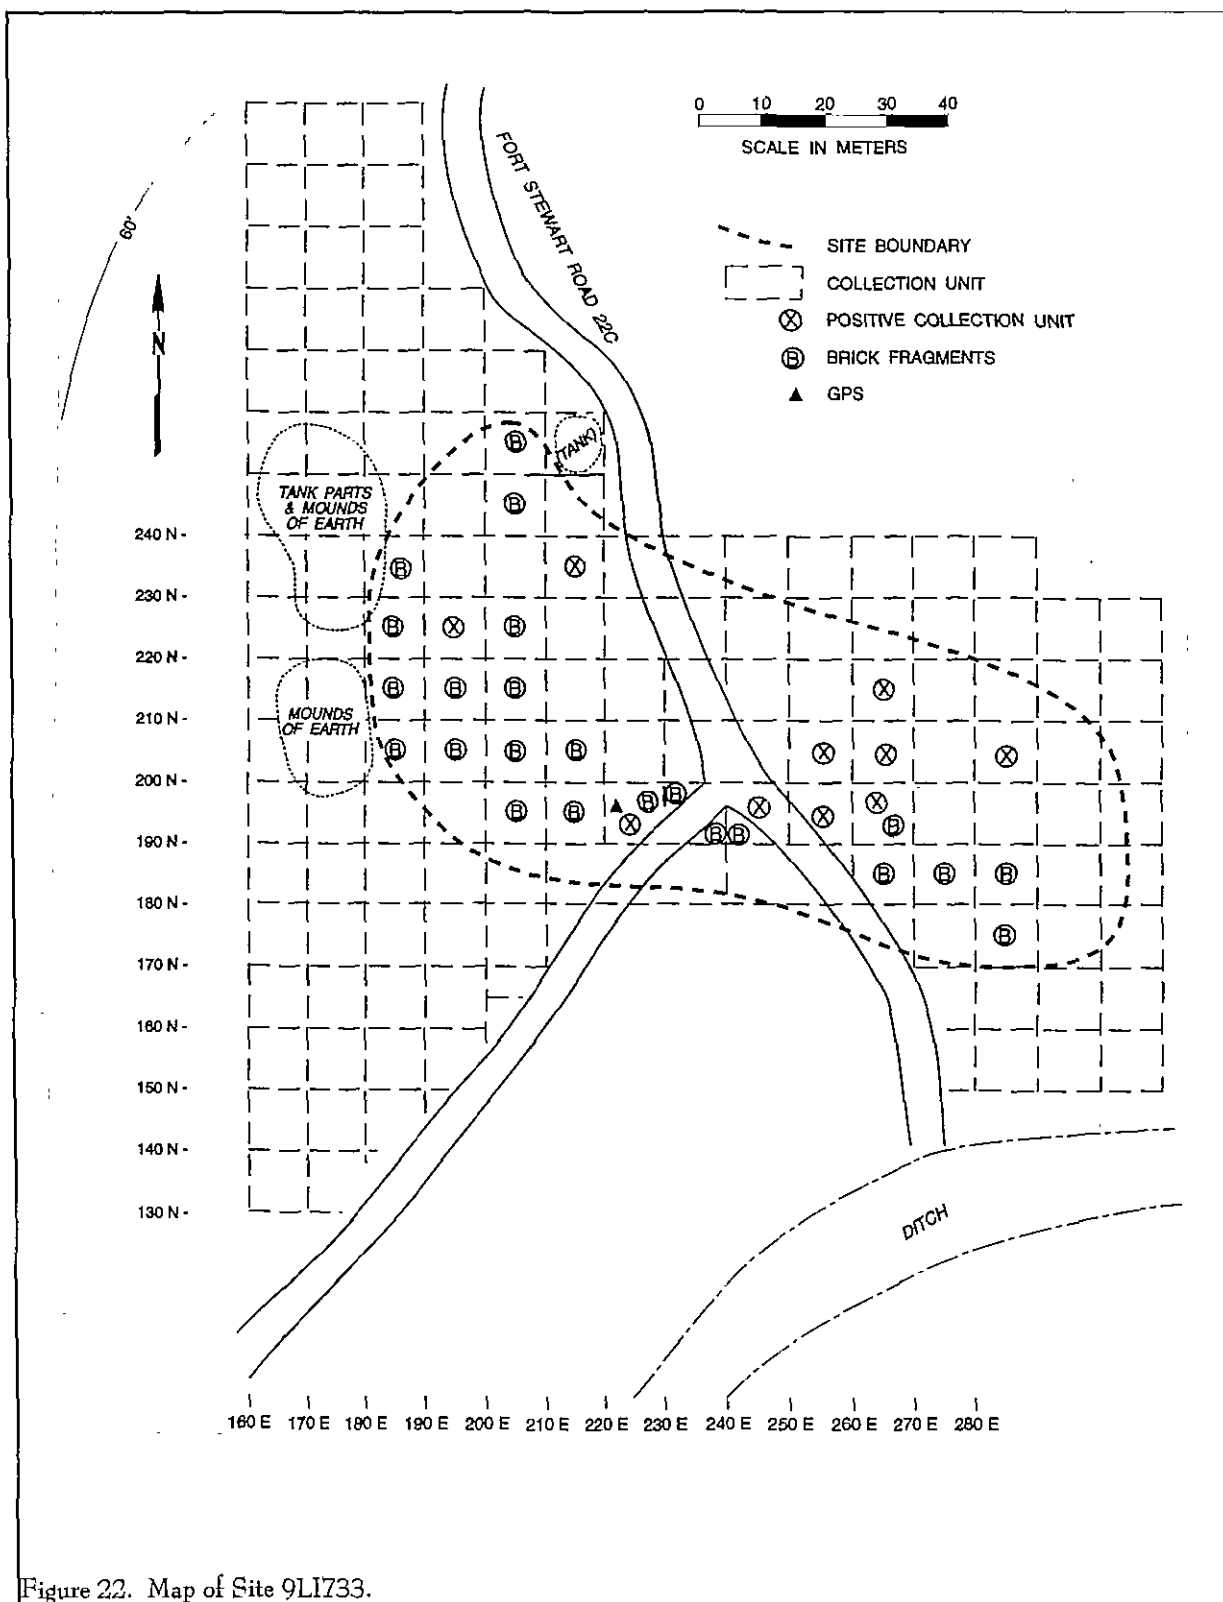 0 10 20 30 40
SCALE IN METERS
FORT STEWART ROAD 22C
60'
N
SITE BOUNDARY
COLLECTION UNIT
X POSITIVE COLLECTION UNIT
B BRICK FRAGMENTS
GPS
B
(TANK)
TANK PARTS
& MOUNDS
OF EARTH
B
240 N -
B X
230 N -
B X B
220 N -
B B B X
MOUNDS
OF EARTH
210 N -
B B B B X X X
200 N -
B B B B X X X X B
B B
190 N -
B B B
180 N -
B
170 N -
160 N -
150 N -
140 N -
130 N -
DITCH
160 E 170 E 180 E 190 E 200 E 210 E 220 E 230 E 240 E 250 E 260 E 270 E 280 E
Figure 22. Map of Site 9LI733.